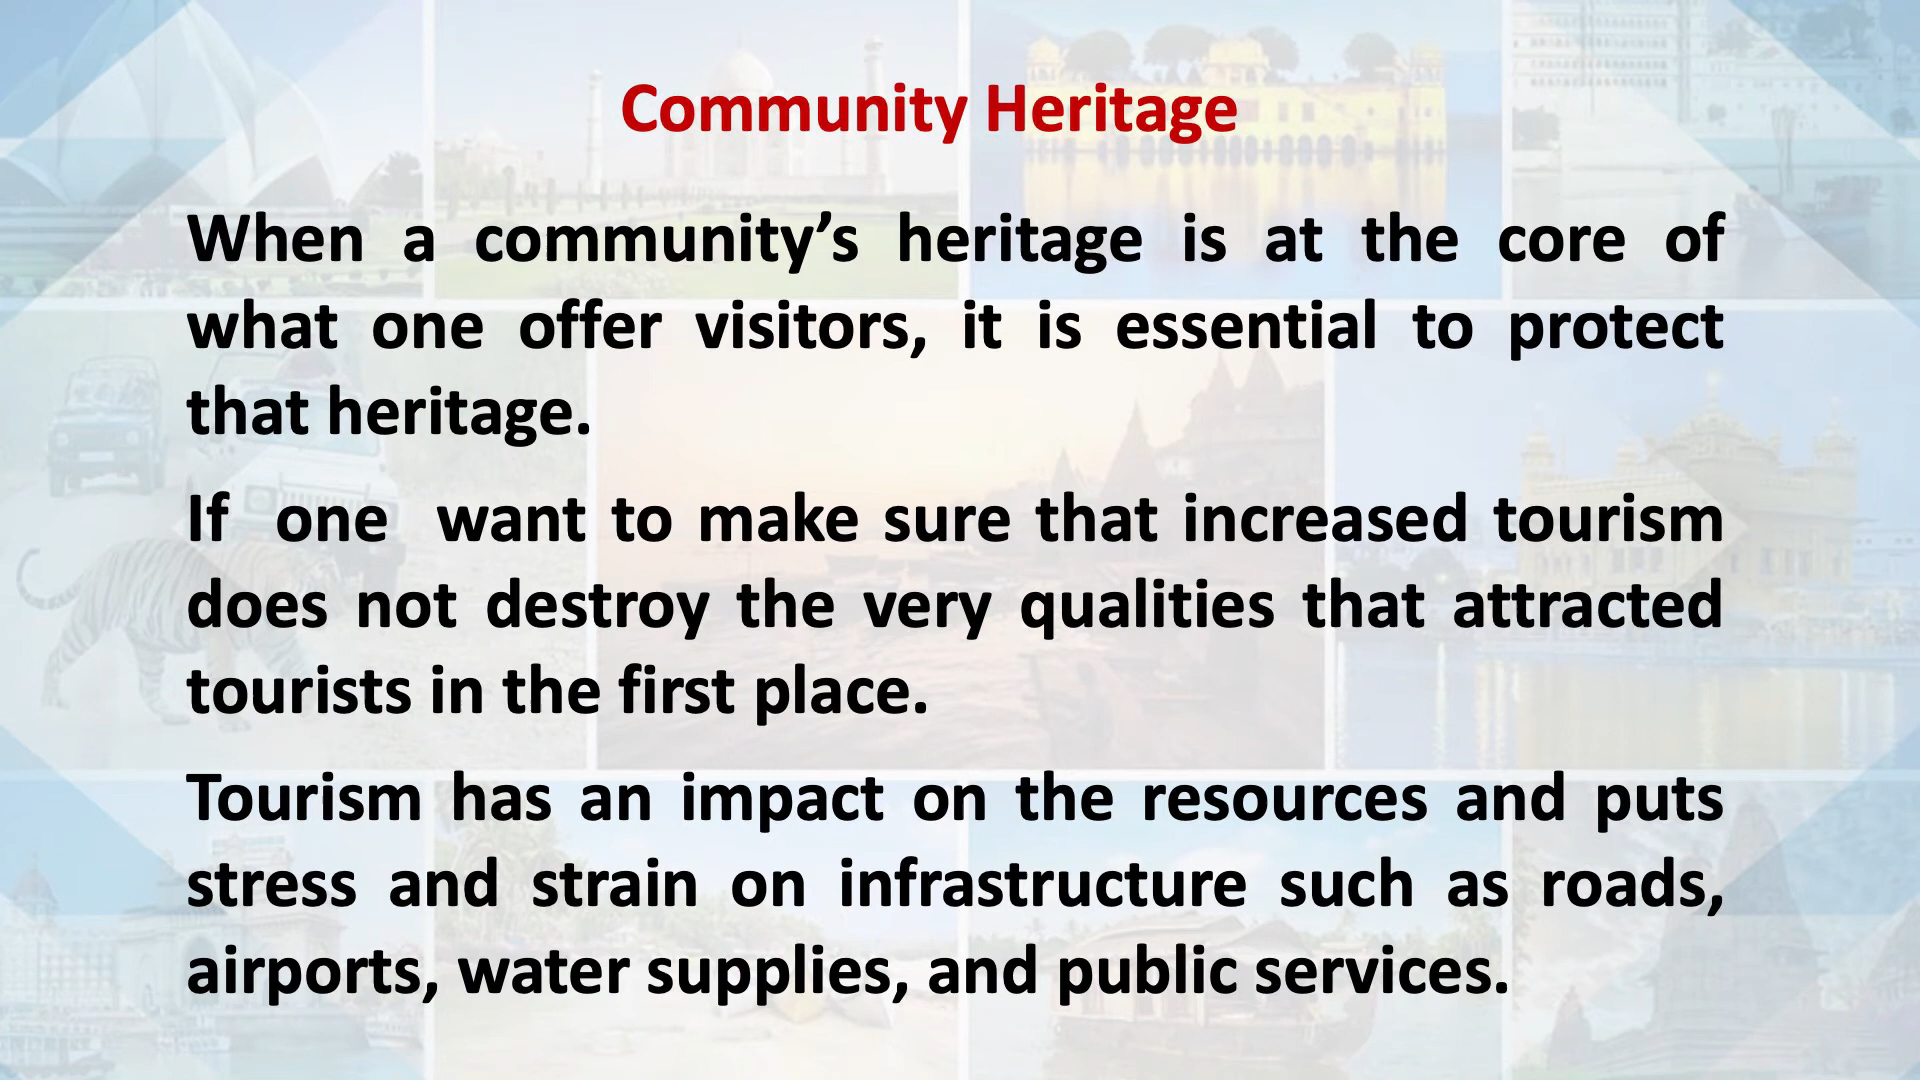 Community Heritage
When a community’s heritage is at the core of
what one offer visitors, it is essential to protect
that heritage.
If one want to make sure that increased tourism
does not destroy the very qualities that attracted
tourists in the first place.
Tourism has an impact on the resources and puts
stress and strain on infrastructure such as roads,
airports, water supplies, and public services.